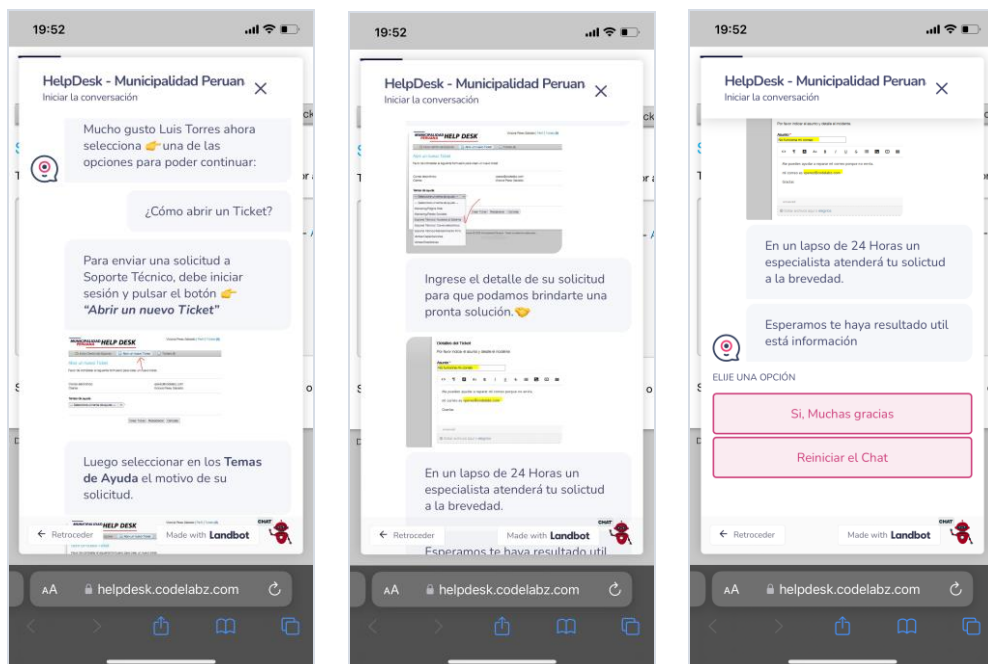 19:52
HelpDesk - Municipalidad Peruan
Iniciar la conversación
Mucho gusto Luis Torres ahora
selecciona 👉 una de las
opciones para poder continuar:
¿Cómo abrir un Ticket?
Para enviar una solicitud a
Soporte Técnico, debe iniciar
sesión y pulsar el botón 👉
“Abrir un nuevo Ticket”
HELP DESK
Luego seleccionar en los Temas
de Ayuda el motivo de su
solicitud.
HELP DESK
CHAT
← Retroceder
Made with Landbot
AA helpdesk.codelabz.com
19:52
HelpDesk - Municipalidad Peruan
Iniciar la conversación
HELP DESK
Ingrese el detalle de su solicitud
para que podamos brindarte una
pronta solución.🤝
Detalles del Ticket
En un lapso de 24 Horas un
especialista atenderá tu solictud
a la brevedad.
CHAT
← Retroceder
Made with Landbot
Esperamos te haya resultado util
AA helpdesk.codelabz.com
19:52
HelpDesk - Municipalidad Peruan
Iniciar la conversación
En un lapso de 24 Horas un
especialista atenderá tu solictud
a la brevedad.
Esperamos te haya resultado util
está información
ELIJE UNA OPCIÓN
Si, Muchas gracias
Reiniciar el Chat
CHAT
← Retroceder
Made with Landbot
AA helpdesk.codelabz.com